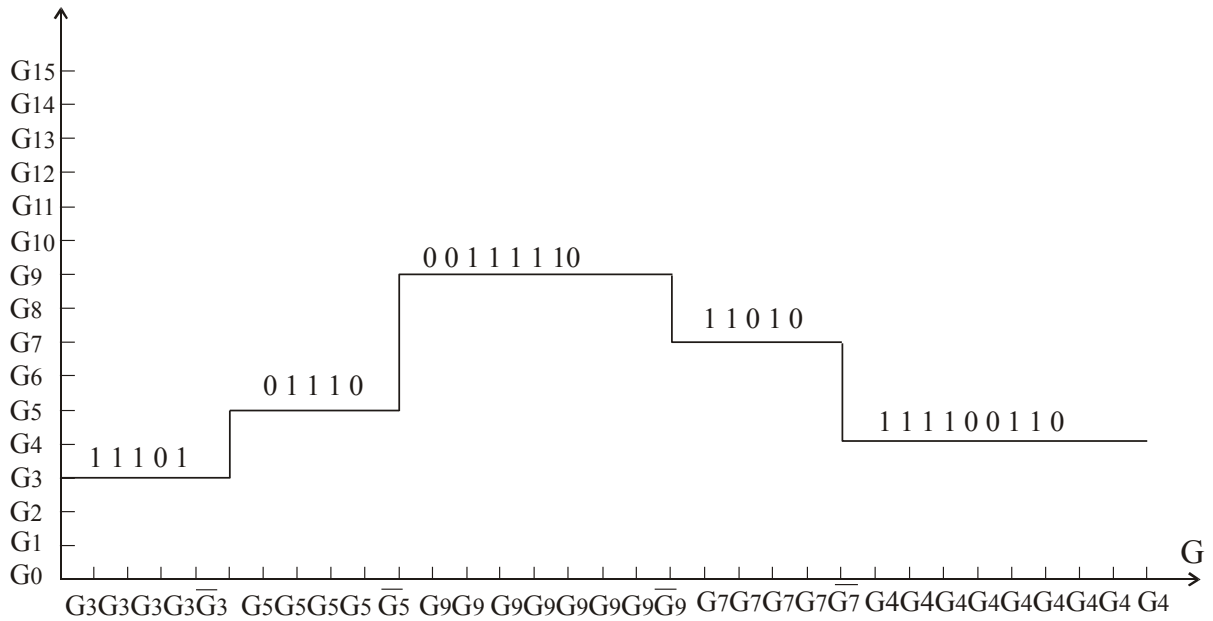 G15
G14
G13
G12
G11
G10
0 0 1 1 1 1 10
G9
G8
1 1 0 1 0
G7
G6
0 1 1 1 0
G5
1 1 1 1 0 0 1 1 0
G4
1 1 1 0 1
G3
G2
G1
G
G0
G3G3G3G3G̅3 G5G5G5G5 G̅5 G9G9 G9G9G9G9G9G̅9 G7G7G7G7G̅7 G4G4G4G4G4G4G4G4 G4